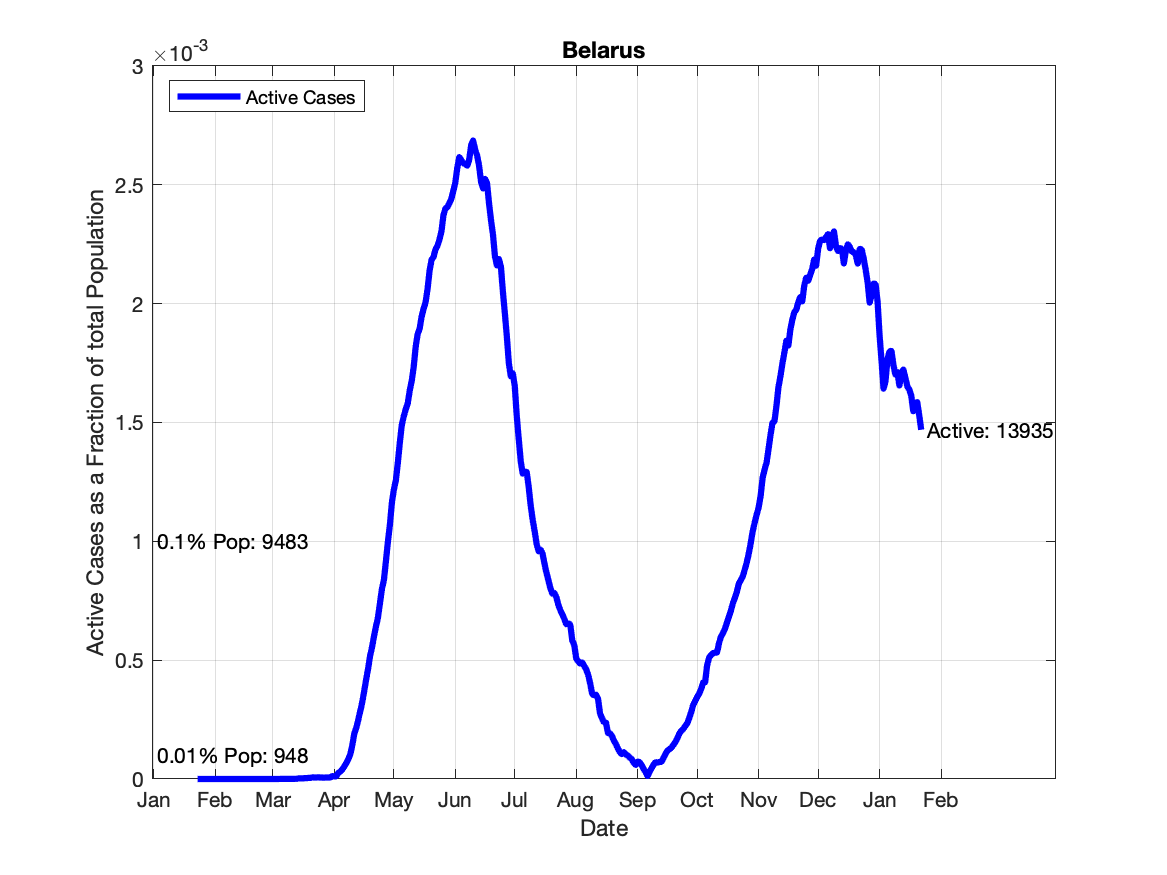 Belarus
×10-3
Active Cases
3
2.5
2
1.5
1
0.5
0
Active Cases as a Fraction of total Population
Active: 13935
0.1% Pop: 9483
0.01% Pop: 948
Jan Feb Mar Apr May Jun Jul Aug Sep Oct Nov Dec Jan Feb
Date